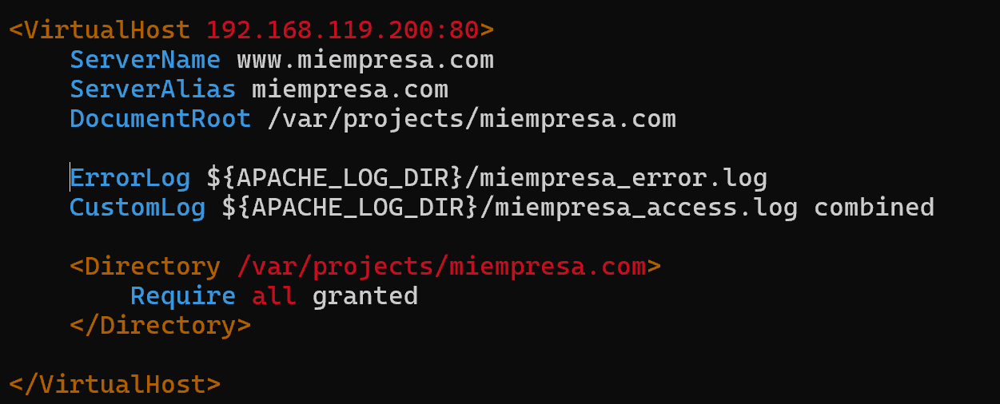 <VirtualHost 192.168.119.200:80>
    ServerName www.miempresa.com
    ServerAlias miempresa.com
    DocumentRoot /var/projects/miempresa.com

    ErrorLog ${APACHE_LOG_DIR}/miempresa_error.log
    CustomLog ${APACHE_LOG_DIR}/miempresa_access.log combined

    <Directory /var/projects/miempresa.com>
        Require all granted
    </Directory>

</VirtualHost>